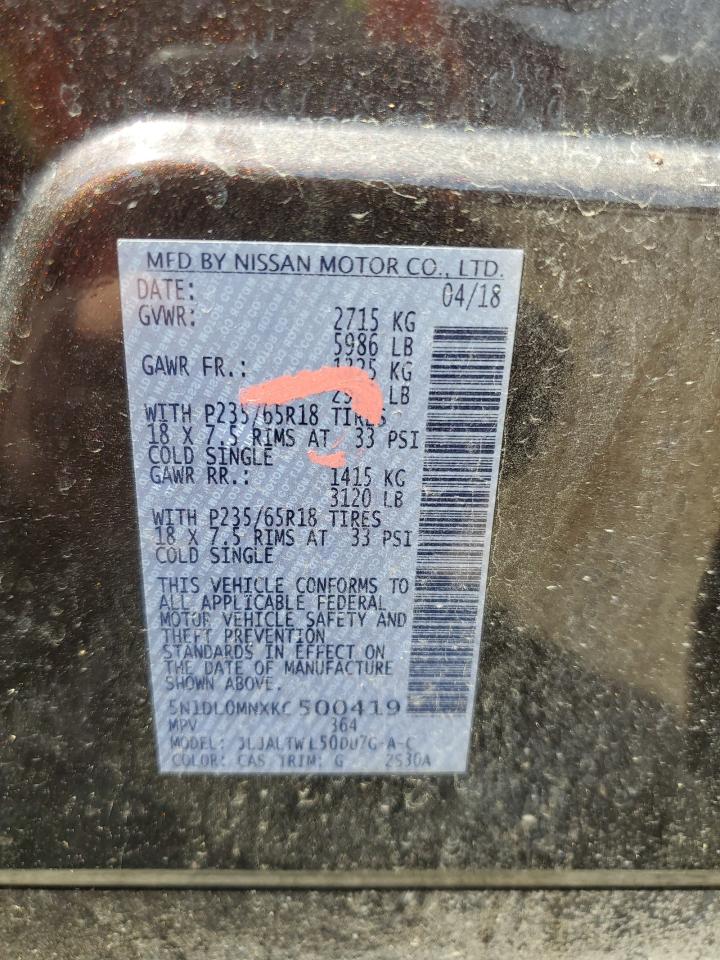 MFD BY NISSAN MOTOR CO., LTD.
DATE: 04/18
GVWR: 2715 KG
5986 LB
GAWR FR.: KG
LB
WITH P235/65R18 TIRES
18 X 7.5 RIMS AT 33 PSI
COLD SINGLE
GAWR RR.: 1415 KG
3120 LB
WITH P235/65R18 TIRES
18 X 7.5 RIMS AT 33 PSI
COLD SINGLE
THIS VEHICLE CONFORMS TO
ALL APPLICABLE FEDERAL
MOTOR VEHICLE SAFETY AND
THEFT PREVENTION
STANDARDS IN EFFECT ON
THE DATE OF MANUFACTURE
SHOWN ABOVE.
5N1DL0MNXKC 500419
MPV 364
MODEL:
COLOR: CAS TRIM: G 2530A